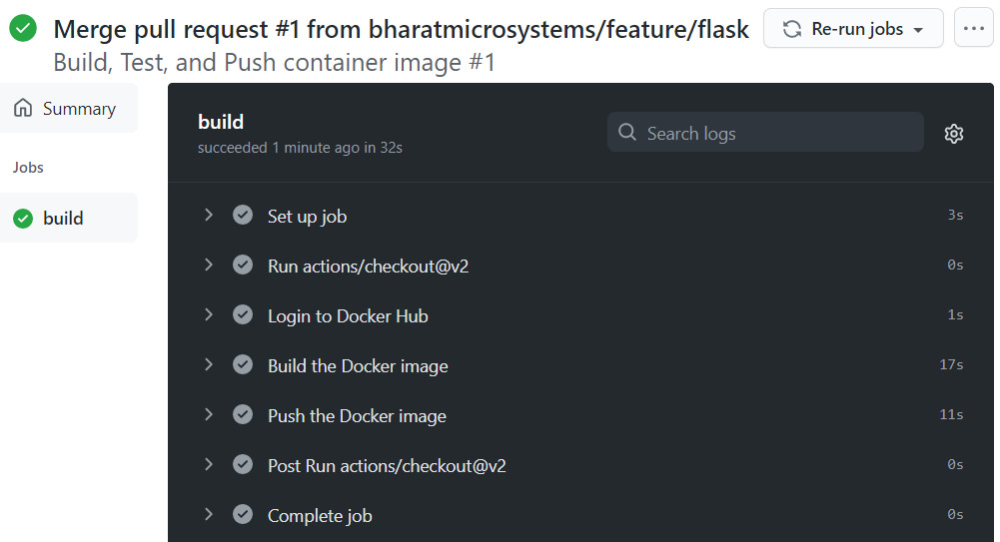 Merge pull request #1 from bharatmicrosystems/feature/flask
Re-run jobs
Build, Test, and Push container image #1
Summary
Jobs
build
build
succeeded 1 minute ago in 32s
Search logs
Set up job 3s
Run actions/checkout@v2 0s
Login to Docker Hub 1s
Build the Docker image 17s
Push the Docker image 11s
Post Run actions/checkout@v2 0s
Complete job 0s